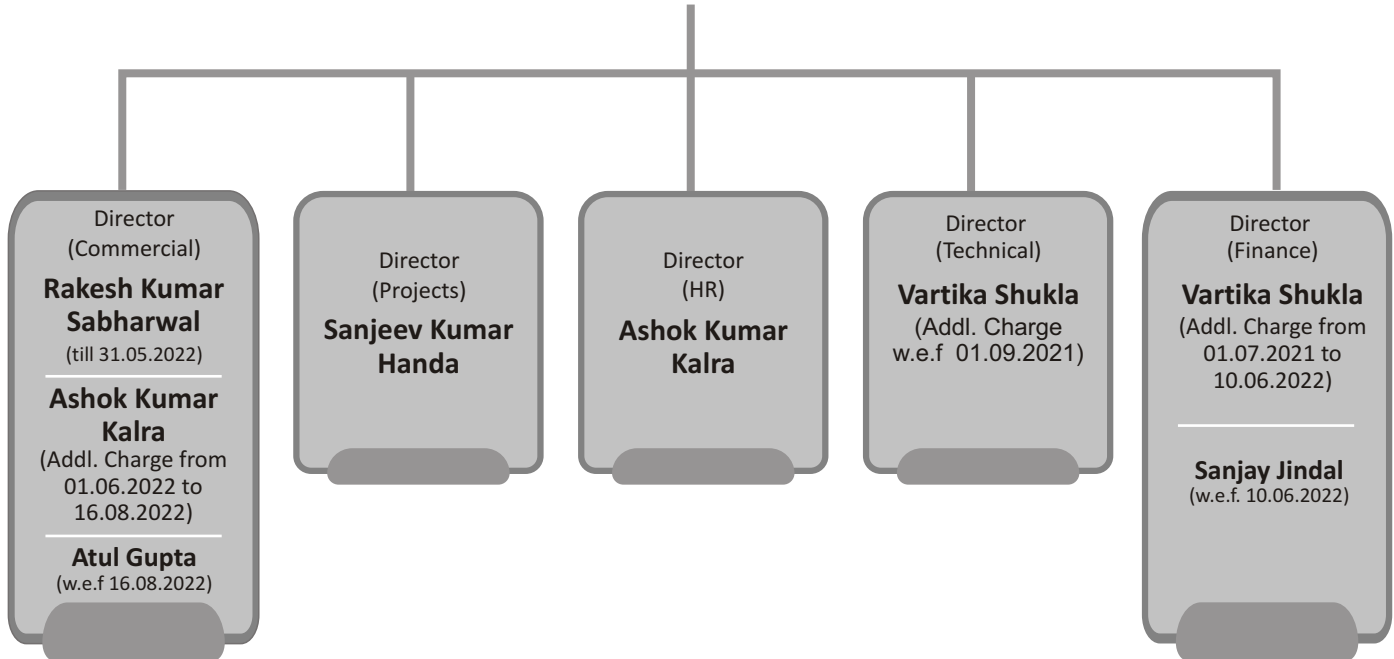 Director
(Commercial)
Rakesh Kumar
Sabharwal
(till 31.05.2022)
Ashok Kumar
Kalra
(Addl. Charge from
01.06.2022 to
16.08.2022)
Atul Gupta
(w.e.f 16.08.2022)
Director
(Projects)
Sanjeev Kumar
Handa
Director
(HR)
Ashok Kumar
Kalra
Director
(Technical)
Vartika Shukla
(Addl. Charge
w.e.f 01.09.2021)
Director
(Finance)
Vartika Shukla
(Addl. Charge from
01.07.2021 to
10.06.2022)
Sanjay Jindal
(w.e.f. 10.06.2022)